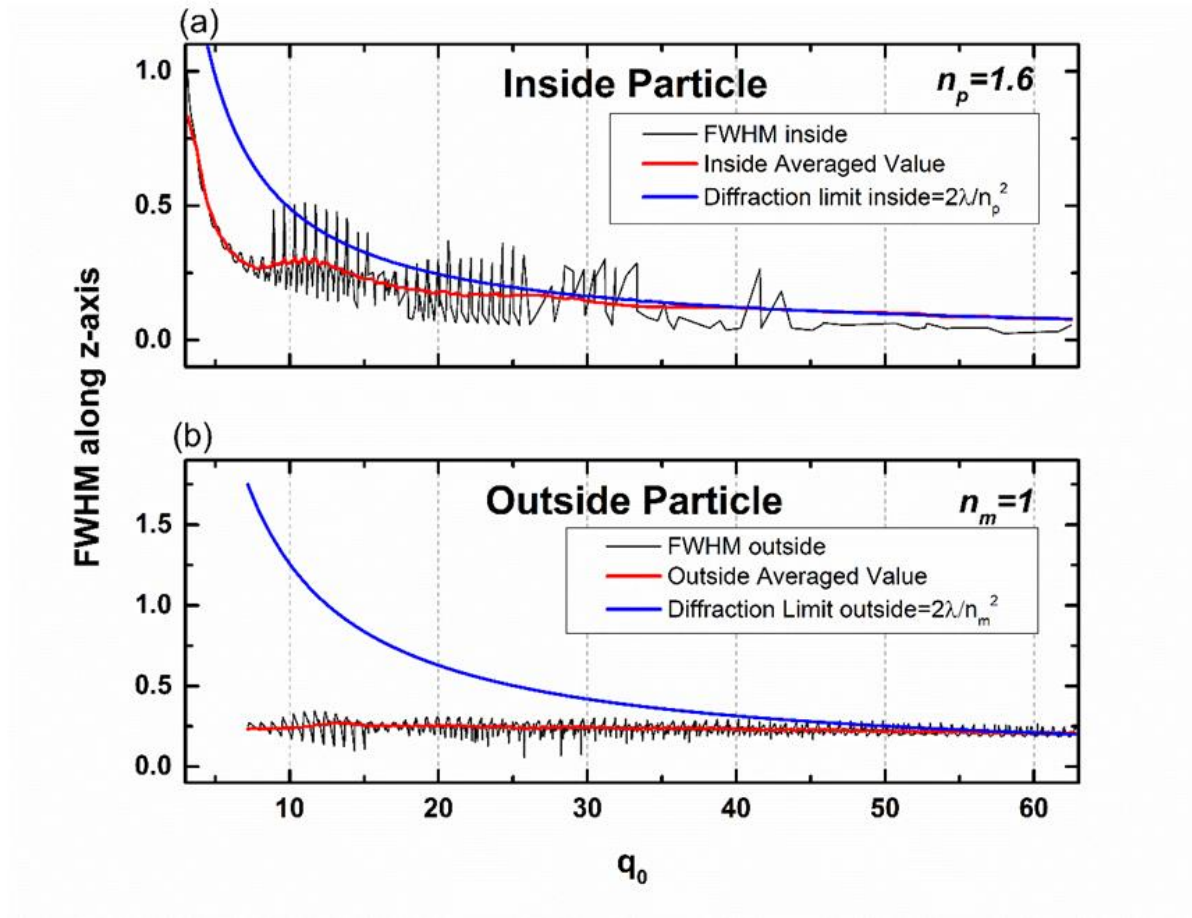 (a)
Inside Particle
n_p=1.6
FWHM inside
Inside Averaged Value
Diffraction limit inside=2λ/n_p^2
1.0
0.5
0.0
FWHM along z-axis
(b)
Outside Particle
n_m=1
FWHM outside
Outside Averaged Value
Diffraction Limit outside=2λ/n_m^2
1.5
1.0
0.5
0.0
10 20 30 40 50 60
q_0